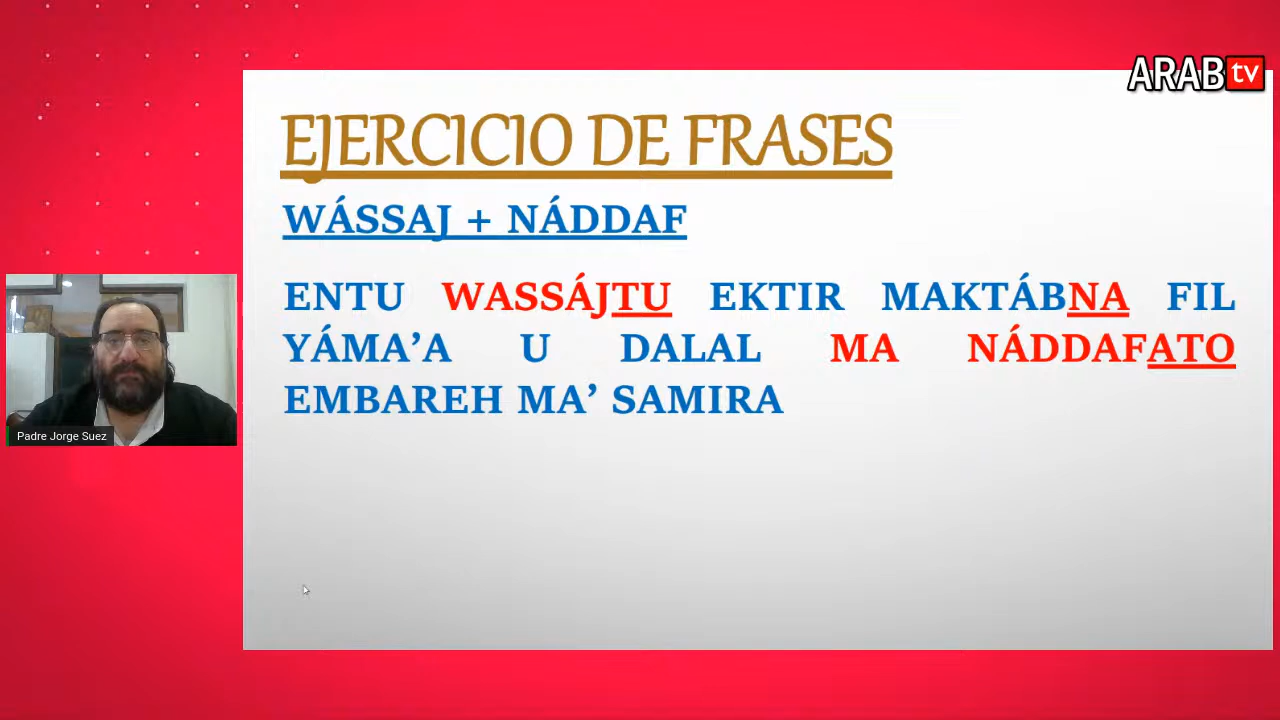 ARAB tv
EJERCICIO DE FRASES
WÁSSAJ + NÁDDAF
ENTU WASSÁJTU EKTIR MAKTÁBNA FIL
YÁMA’A U DALAL MA NÁDDAFATO
EMBAREH MA’ SAMIRA
Padre Jorge Suez